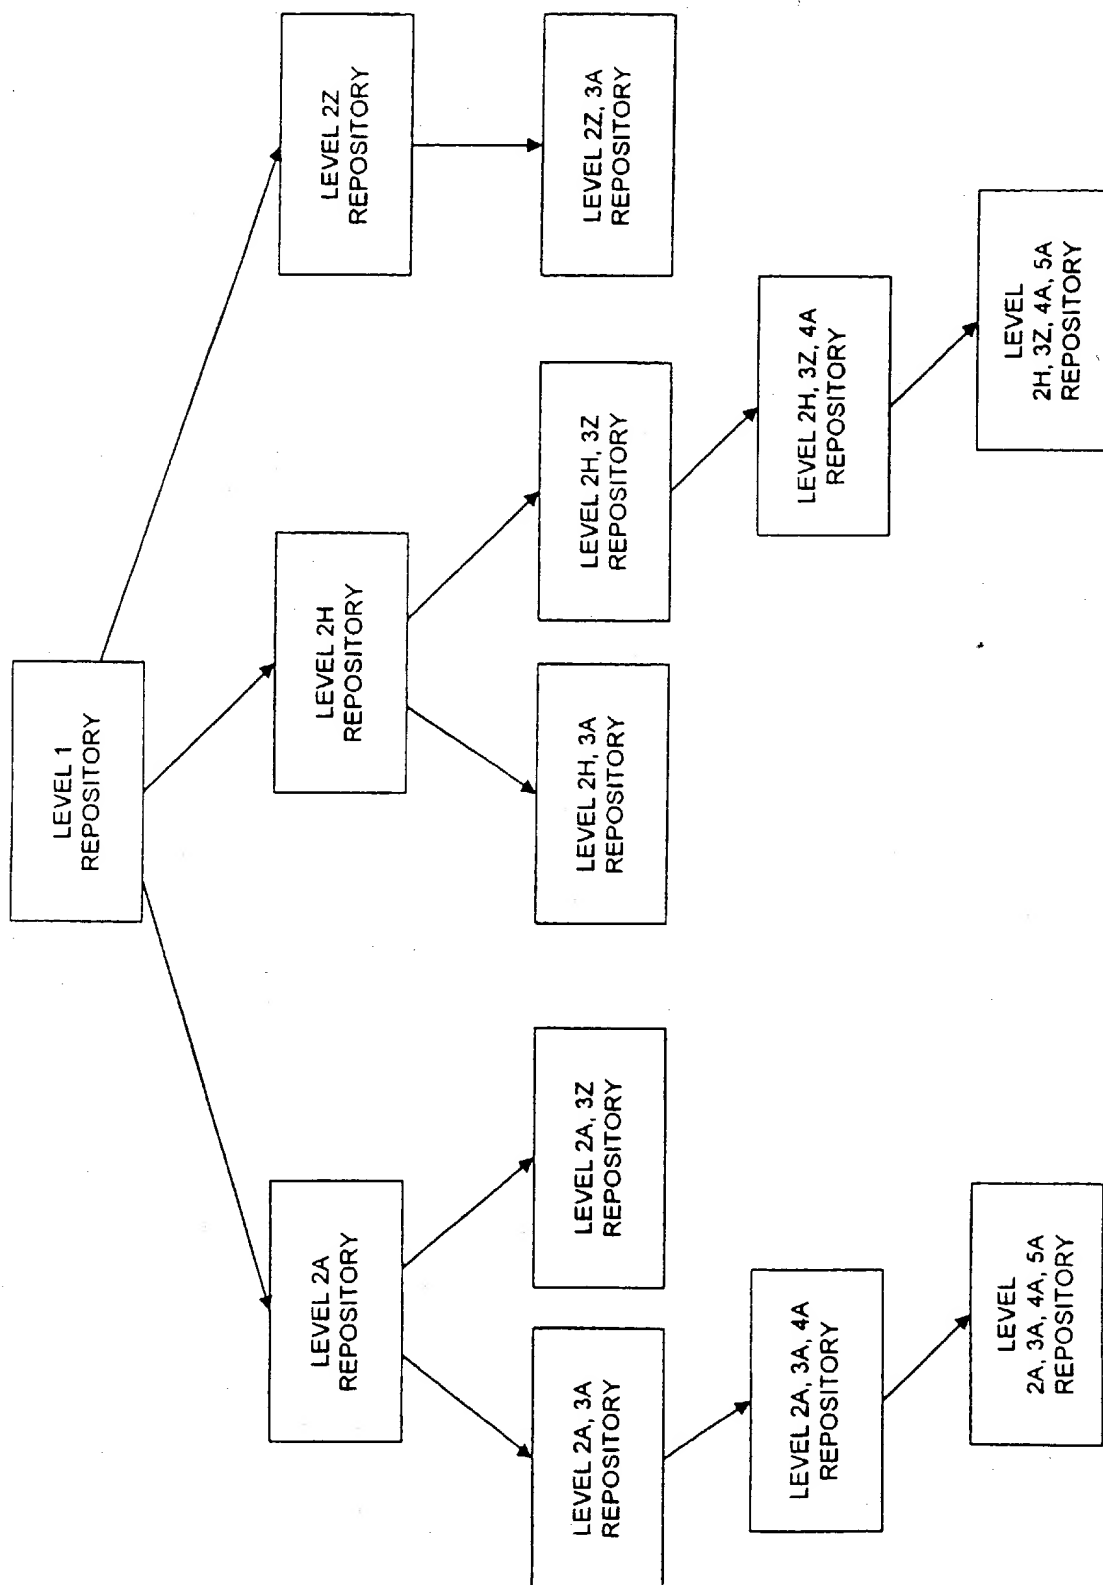 LEVEL 1
REPOSITORY
LEVEL 2A
REPOSITORY
LEVEL 2H
REPOSITORY
LEVEL 2Z
REPOSITORY
LEVEL 2A, 3A
REPOSITORY
LEVEL 2A, 3Z
REPOSITORY
LEVEL 2H, 3A
REPOSITORY
LEVEL 2H, 3Z
REPOSITORY
LEVEL 2Z, 3A
REPOSITORY
LEVEL 2A, 3A, 4A
REPOSITORY
LEVEL 2H, 3Z, 4A
REPOSITORY
LEVEL
2A, 3A, 4A, 5A
REPOSITORY
LEVEL
2H, 3Z, 4A, 5A
REPOSITORY